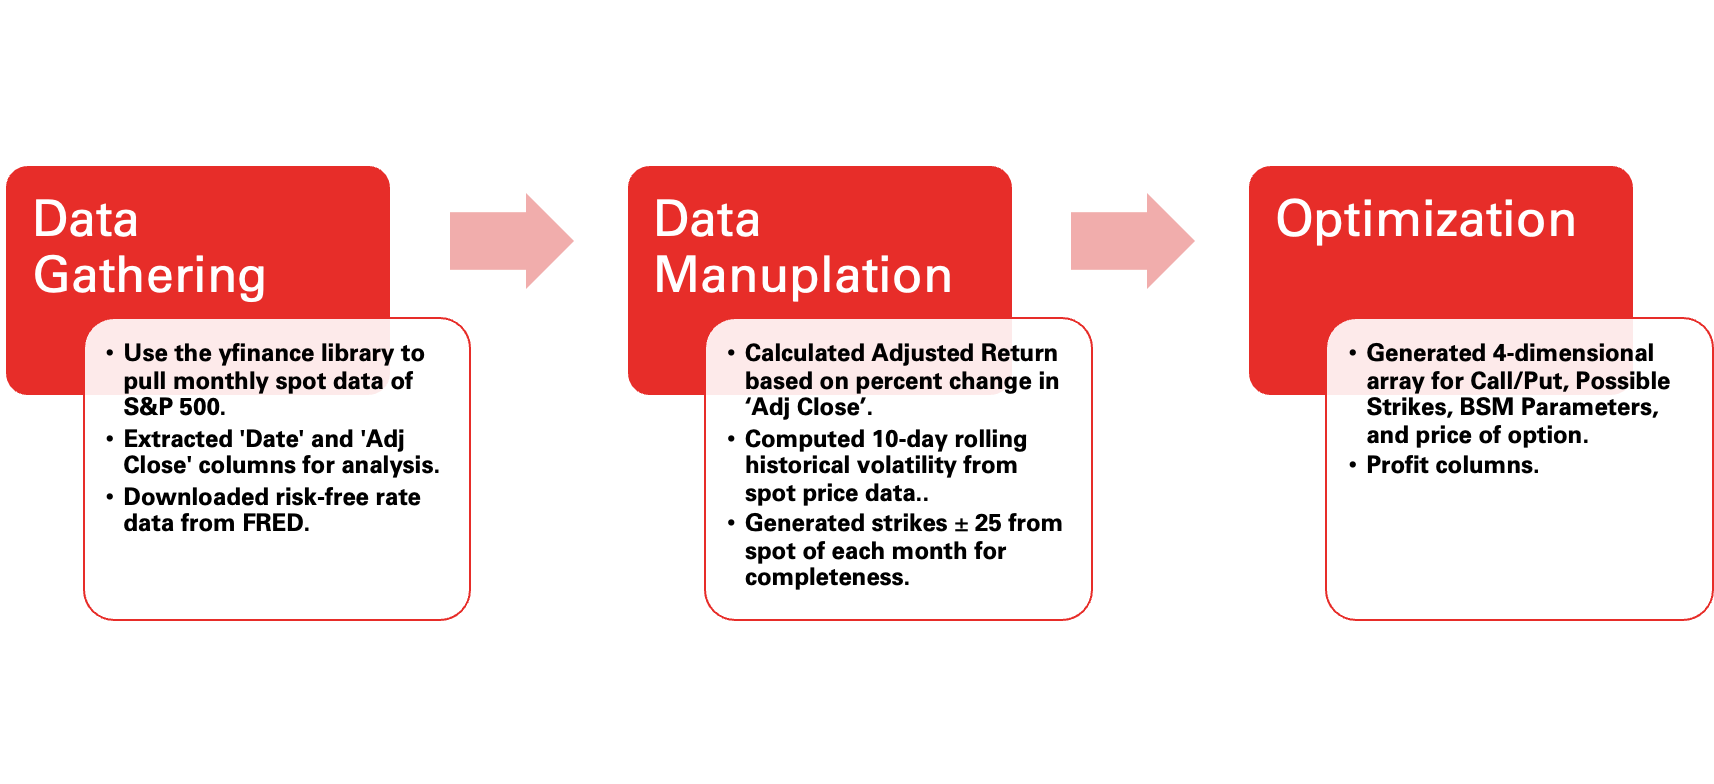 Data
Gathering
• Use the yfinance library to
pull monthly spot data of
S&P 500.
• Extracted 'Date' and 'Adj
Close' columns for analysis.
• Downloaded risk-free rate
data from FRED.
Data
Manuplation
• Calculated Adjusted Return
based on percent change in
‘Adj Close’.
• Computed 10-day rolling
historical volatility from
spot price data..
• Generated strikes ± 25 from
spot of each month for
completeness.
Optimization
• Generated 4-dimensional
array for Call/Put, Possible
Strikes, BSM Parameters,
and price of option.
• Profit columns.